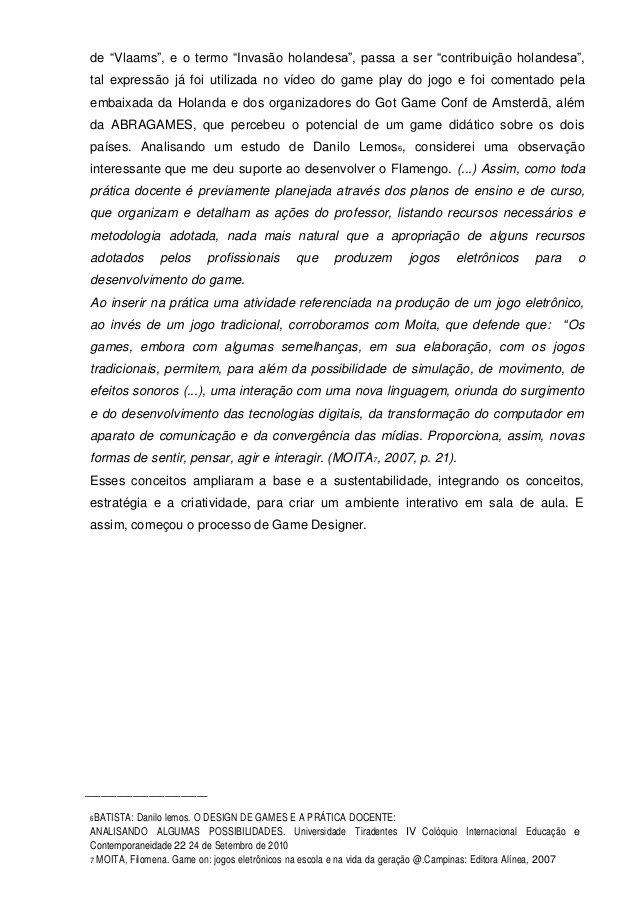 de “Vlaams”, e o termo “Invasão holandesa”, passa a ser “contribuição holandesa”,
tal expressão já foi utilizada no vídeo do game play do jogo e foi comentado pela
embaixada da Holanda e dos organizadores do Got Game Conf de Amsterdã, além
da ABRAGAMES, que percebeu o potencial de um game didático sobre os dois
países. Analisando um estudo de Danilo Lemos6, considerei uma observação
interessante que me deu suporte ao desenvolver o Flamengo. (...) Assim, como toda
prática docente é previamente planejada através dos planos de ensino e de curso,
que organizam e detalham as ações do professor, listando recursos necessários e
metodologia adotada, nada mais natural que a apropriação de alguns recursos
adotados pelos profissionais que produzem jogos eletrônicos para o
desenvolvimento do game.
Ao inserir na prática uma atividade referenciada na produção de um jogo eletrônico,
ao invés de um jogo tradicional, corroboramos com Moita, que defende que: “Os
games, embora com algumas semelhanças, em sua elaboração, com os jogos
tradicionais, permitem, para além da possibilidade de simulação, de movimento, de
efeitos sonoros (...), uma interação com uma nova linguagem, oriunda do surgimento
e do desenvolvimento das tecnologias digitais, da transformação do computador em
aparato de comunicação e da convergência das mídias. Proporciona, assim, novas
formas de sentir, pensar, agir e interagir. (MOITA7, 2007, p. 21).
Esses conceitos ampliaram a base e a sustentabilidade, integrando os conceitos,
estratégia e a criatividade, para criar um ambiente interativo em sala de aula. E
assim, começou o processo de Game Designer.
6BATISTA: Danilo lemos. O DESIGN DE GAMES E A PRÁTICA DOCENTE:
ANALISANDO ALGUMAS POSSIBILIDADES. Universidade Tiradentes IV Colóquio Internacional Educação e
Contemporaneidade 22 24 de Setembro de 2010
7 MOITA, Filomena. Game on: jogos eletrônicos na escola e na vida da geração @.Campinas: Editora Alínea, 2007